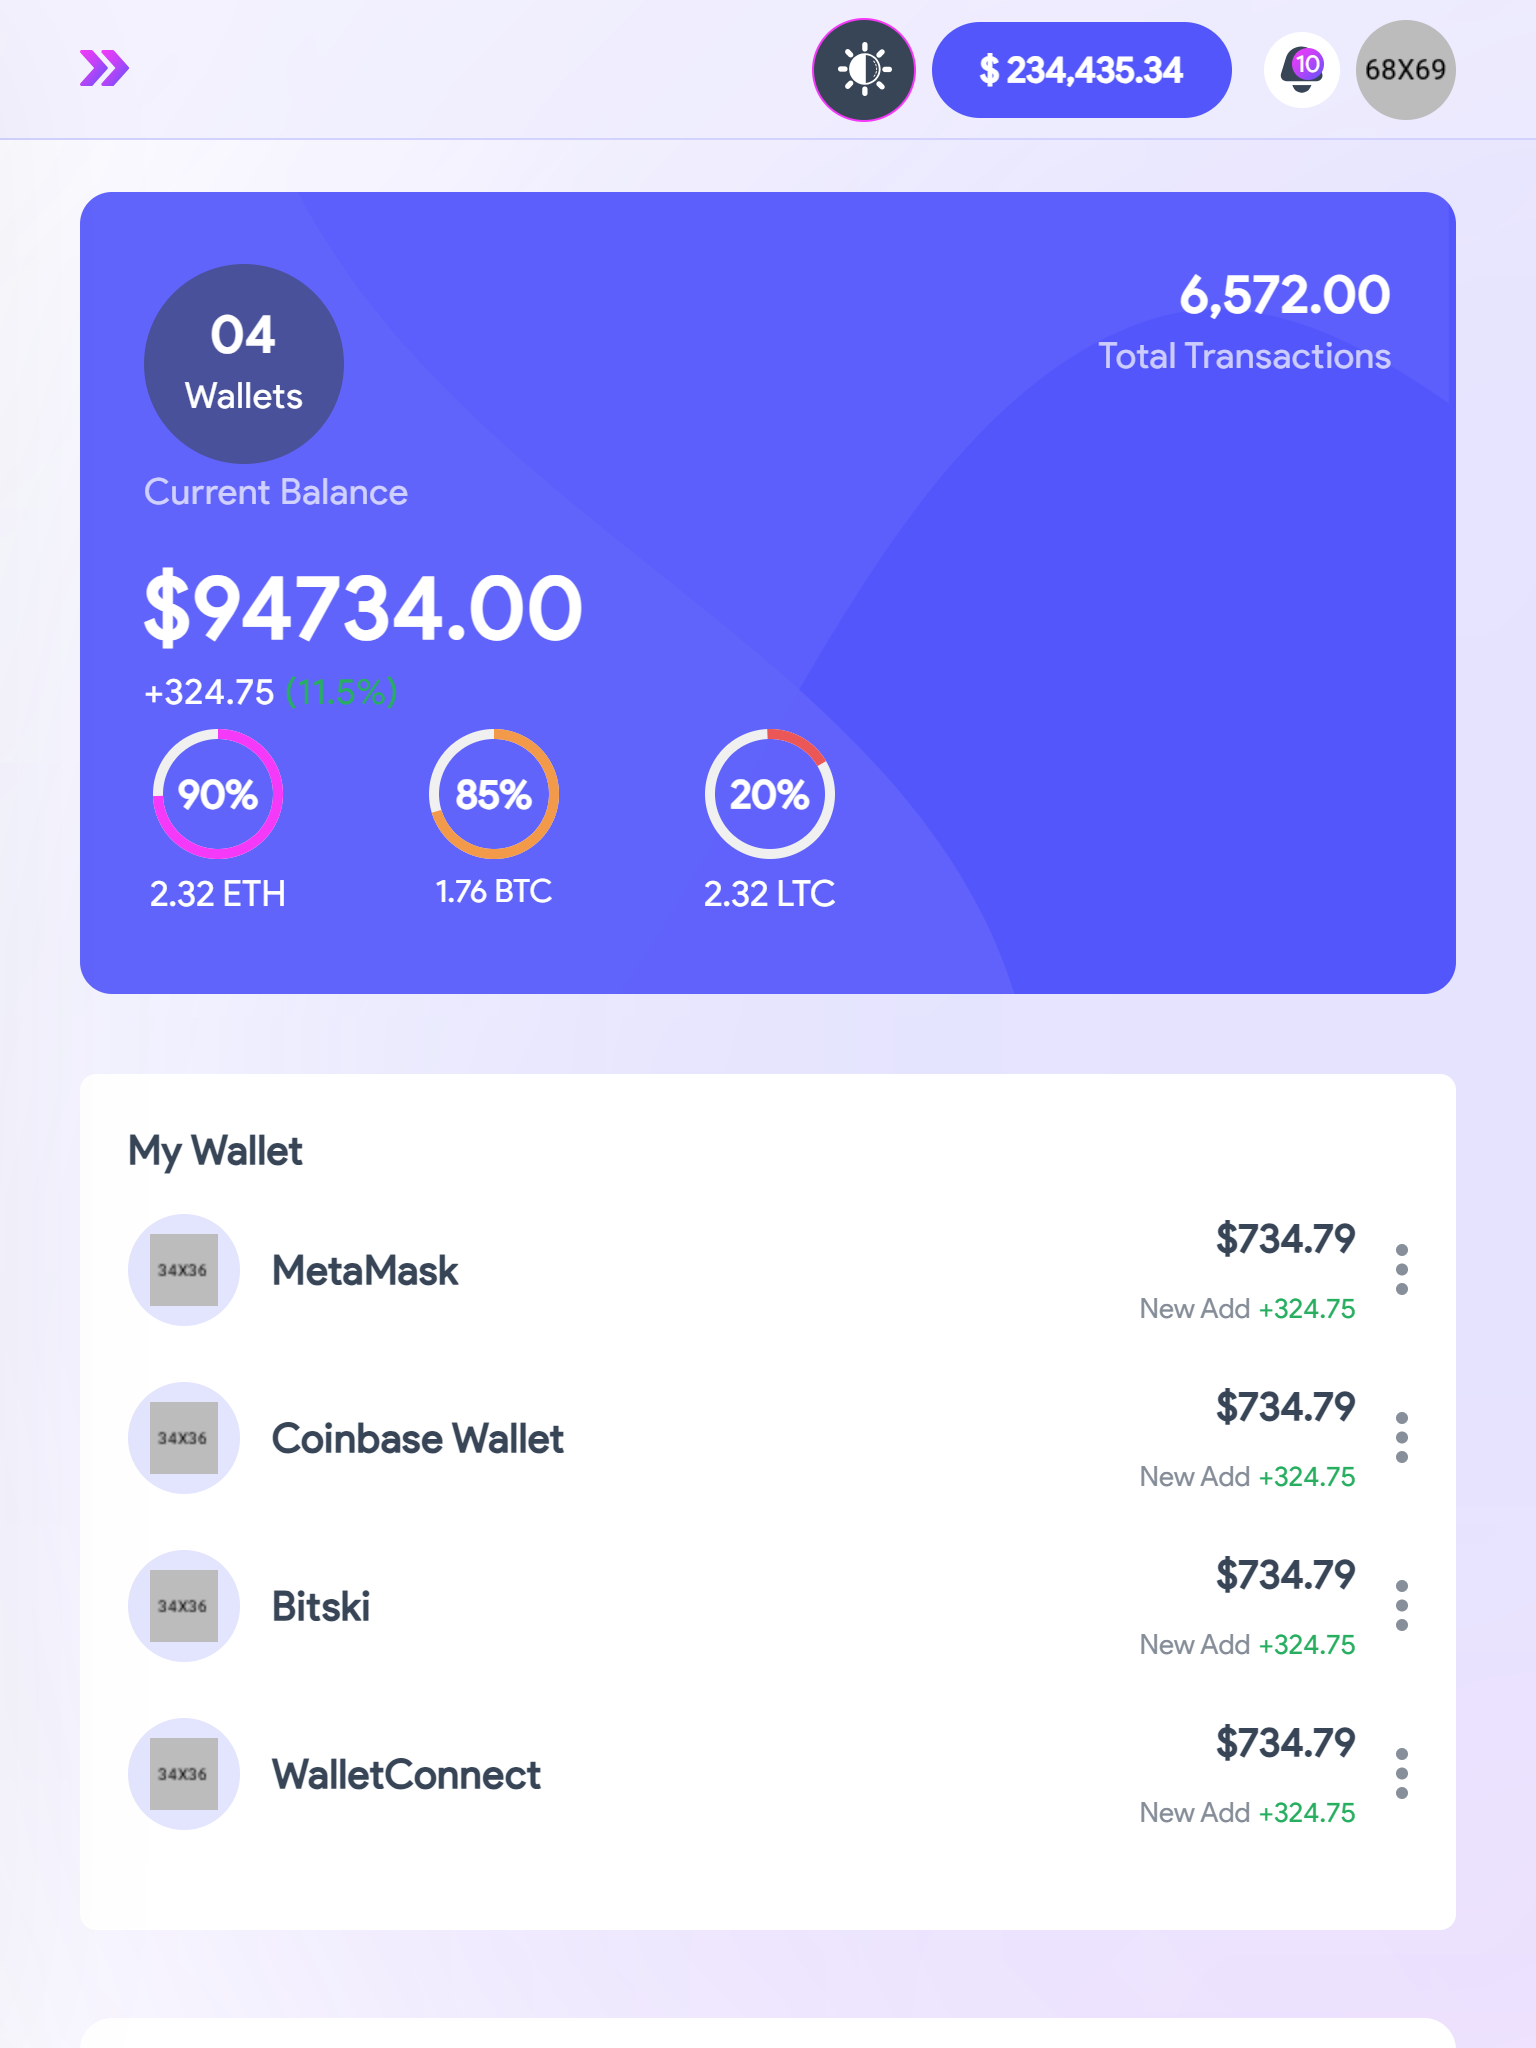 $ 234,435.34
10
68X69
04
Wallets
6,572.00
Total Transactions
Current Balance
$94734.00
+324.75 (11.5%)
90%
85%
20%
2.32 ETH
1.76 BTC
2.32 LTC
My Wallet
34X36
MetaMask
$734.79
New Add +324.75
34X36
Coinbase Wallet
$734.79
New Add +324.75
34X36
Bitski
$734.79
New Add +324.75
34X36
WalletConnect
$734.79
New Add +324.75